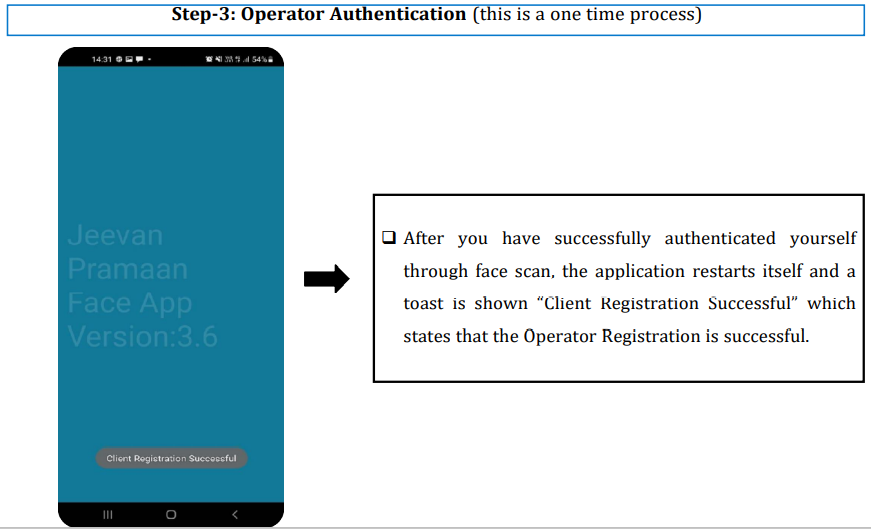 Step-3: Operator Authentication (this is a one time process)
14:31
54%
Jeevan
Pramaan
Face App
Version:3.6
Client Registration Successful
❑ After you have successfully authenticated yourself
through face scan, the application restarts itself and a
toast is shown “Client Registration Successful” which
states that the Operator Registration is successful.